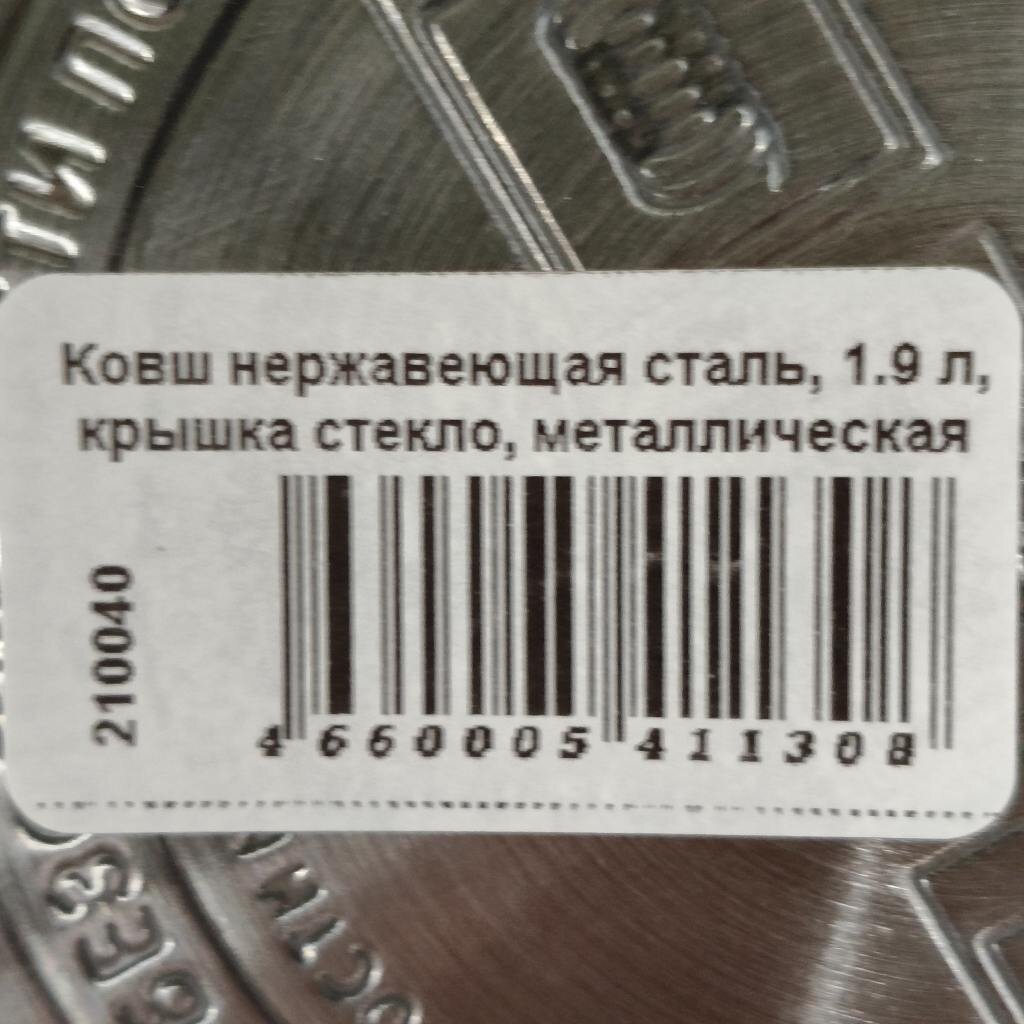 Ковш нержавеющая сталь, 1.9 л,
крышка стекло, металлическая
210040
4 660005 411308